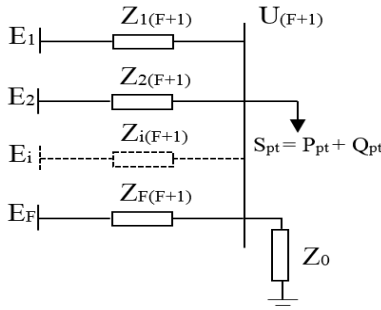 E1 Z1(F+1) U(F+1)
E2 Z2(F+1)
Ei Zi(F+1) Spt= Ppt+ Qpt
EF ZF(F+1)
Z0